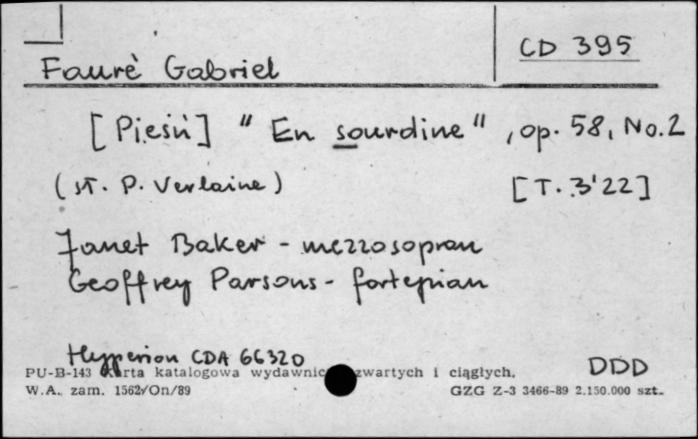 CD 395
Faurè Gabriel
[Pieśń] " En sourdine" , op. 58, No. 2
(sł. P. Verlaine) [T. 3'22]
Janet Baker - mezzosopran
Geoffrey Parsons - fortepian
Hyperion CDA 66320
DDD
PU-B-143 Karta katalogowa wydawnic zwartych i ciągłych.
W.A. zam. 1562/On/89 GZG Z-3 3466-89 2.150.000 szt.